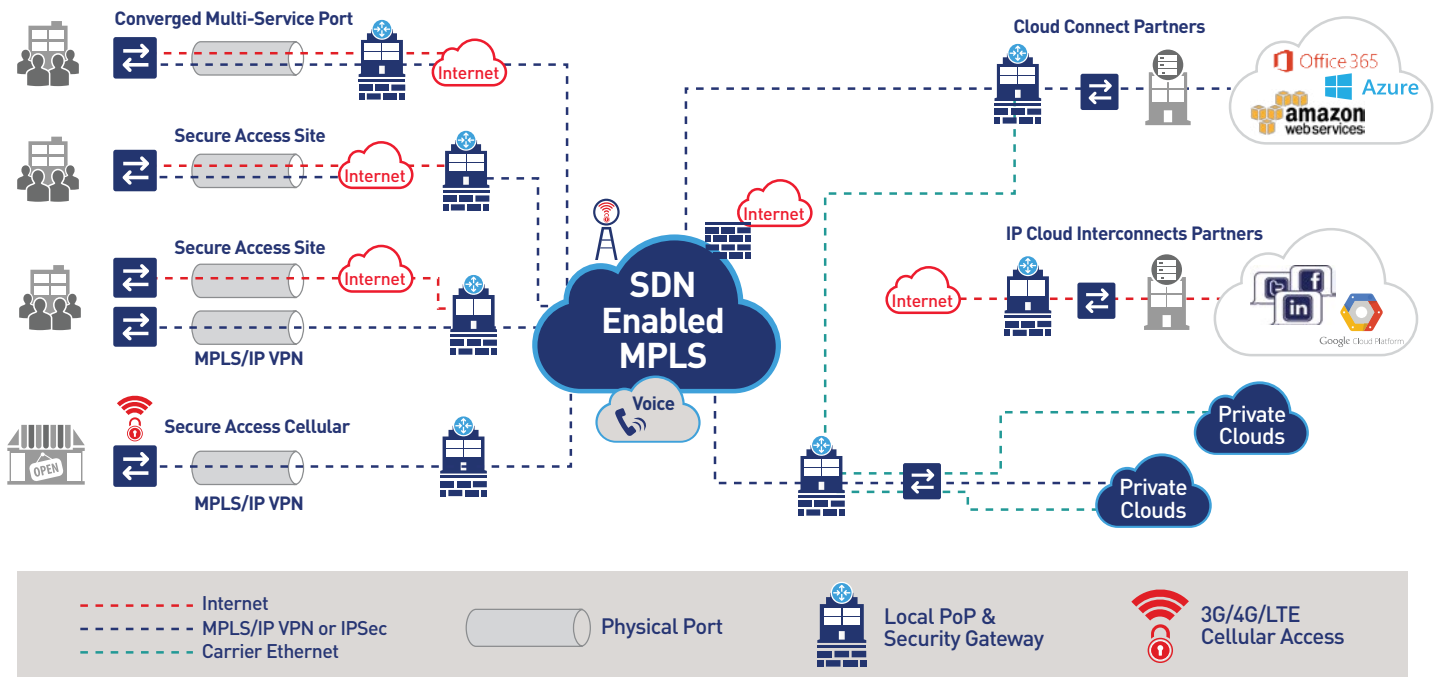 Converged Multi-Service Port
Internet
Secure Access Site
Internet
Secure Access Site
Internet
MPLS/IP VPN
Secure Access Cellular
OPEN
MPLS/IP VPN
SDN
Enabled
MPLS
Voice
Internet
Cloud Connect Partners
Office 365
Azure
amazon
webservices
IP Cloud Interconnects Partners
Internet
f
in
Google Cloud Platform
Private
Clouds
Private
Clouds
Internet
MPLS/IP VPN or IPSec
Carrier Ethernet
Physical Port
Local PoP &
Security Gateway
3G/4G/LTE
Cellular Access